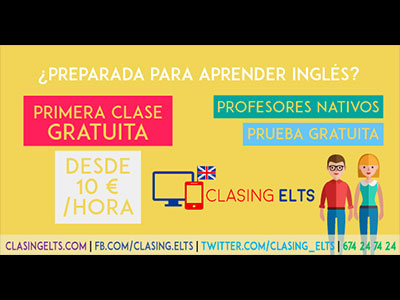 ¿PREPARADA PARA APRENDER INGLÉS?
PRIMERA CLASE
GRATUITA
PROFESORES NATIVOS
PRUEBA GRATUITA
DESDE
10 €
/HORA
CLASING ELTS
CLASINGELTS.COM | FB.COM/CLASING.ELTS | TWITTER.COM/CLASING_ELTS | 674 24 74 24